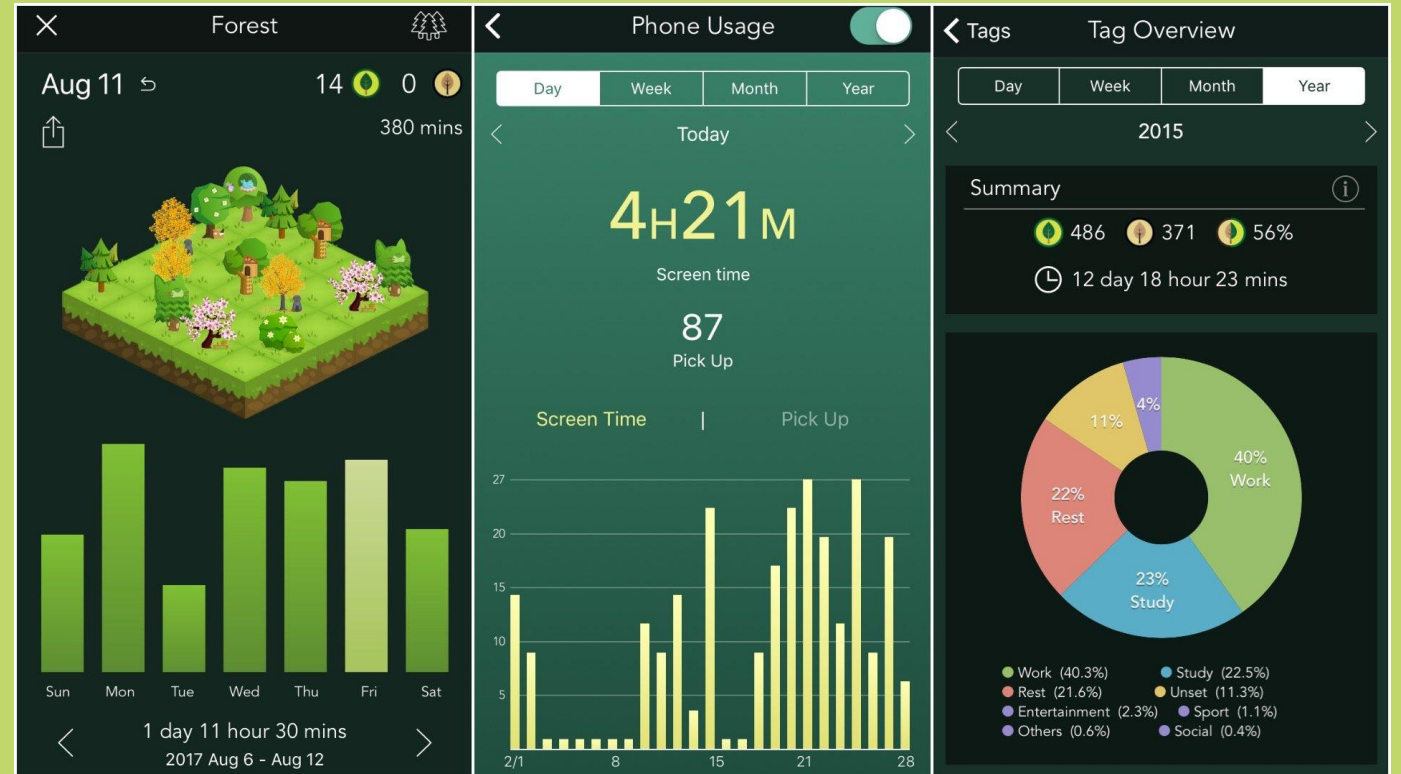 Forest
Aug 11
14 0
380 mins
Sun Mon Tue Wed Thu Fri Sat
1 day 11 hour 30 mins
2017 Aug 6 - Aug 12
Phone Usage
Day Week Month Year
Today
4H21M
Screen time
87
Pick Up
Screen Time | Pick Up
27
20
15
10
5
2/1 8 15 21 28
Tags Tag Overview
Day Week Month Year
2015
Summary
486 371 56%
12 day 18 hour 23 mins
4%
11%
40%
Work
22%
Rest
23%
Study
Work (40.3%) Study (22.5%)
Rest (21.6%) Unset (11.3%)
Entertainment (2.3%) Sport (1.1%)
Others (0.6%) Social (0.4%)